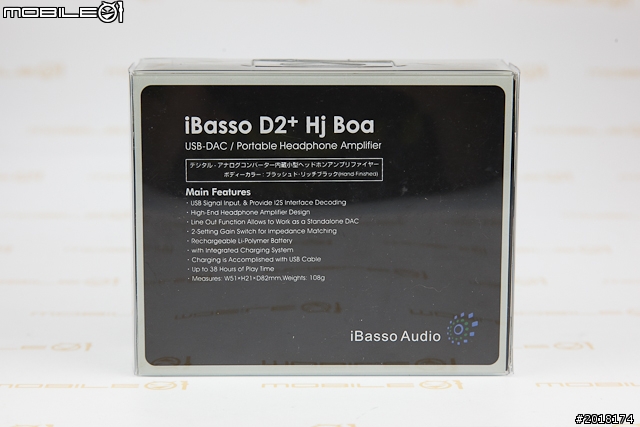 MOBILE01
iBasso D2+ Hj Boa
USB-DAC / Portable Headphone Amplifier
デジタル・アナログコンバーター内蔵小型ヘッドホンアンプリファイヤー
ボディーカラー：ブラッシュド・リッチブラック(Hand Finished)
Main Features
· USB Signal Input, & Provide I2S Interface Decoding
· High-End Headphone Amplifier Design
· Line Out Function Allows to Work as a Standalone DAC
· 2-Setting Gain Switch for Impedance Matching
· Rechargeable Li-Polymer Battery
· with Integrated Charging System
· Charging is Accomplished with USB Cable
· Up to 38 Hours of Play Time
· Measures: W51×H21×D82mm,Weights: 108g
iBasso Audio
#2018174